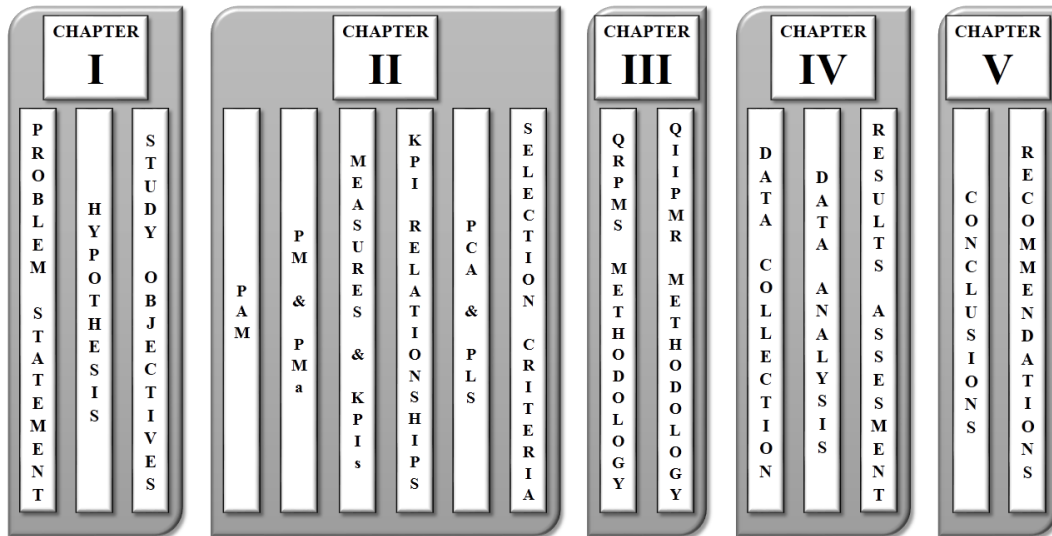 CHAPTER
I
PROBLEM STATEMENT
HYPOTHESIS
STUDY OBJECTIVES
CHAPTER
II
PAM
PM & PMa
MEASURES & KPIs
KPI RELATIONSHIPS
PCA & PLS
SELECTION CRITERIA
CHAPTER
III
QRPMS METHODOLOGY
QIIPMR METHODOLOGY
CHAPTER
IV
DATA COLLECTION
DATA ANALYSIS
RESULTS ASSESMENT
CHAPTER
V
CONCLUSIONS
RECOMMENDATIONS